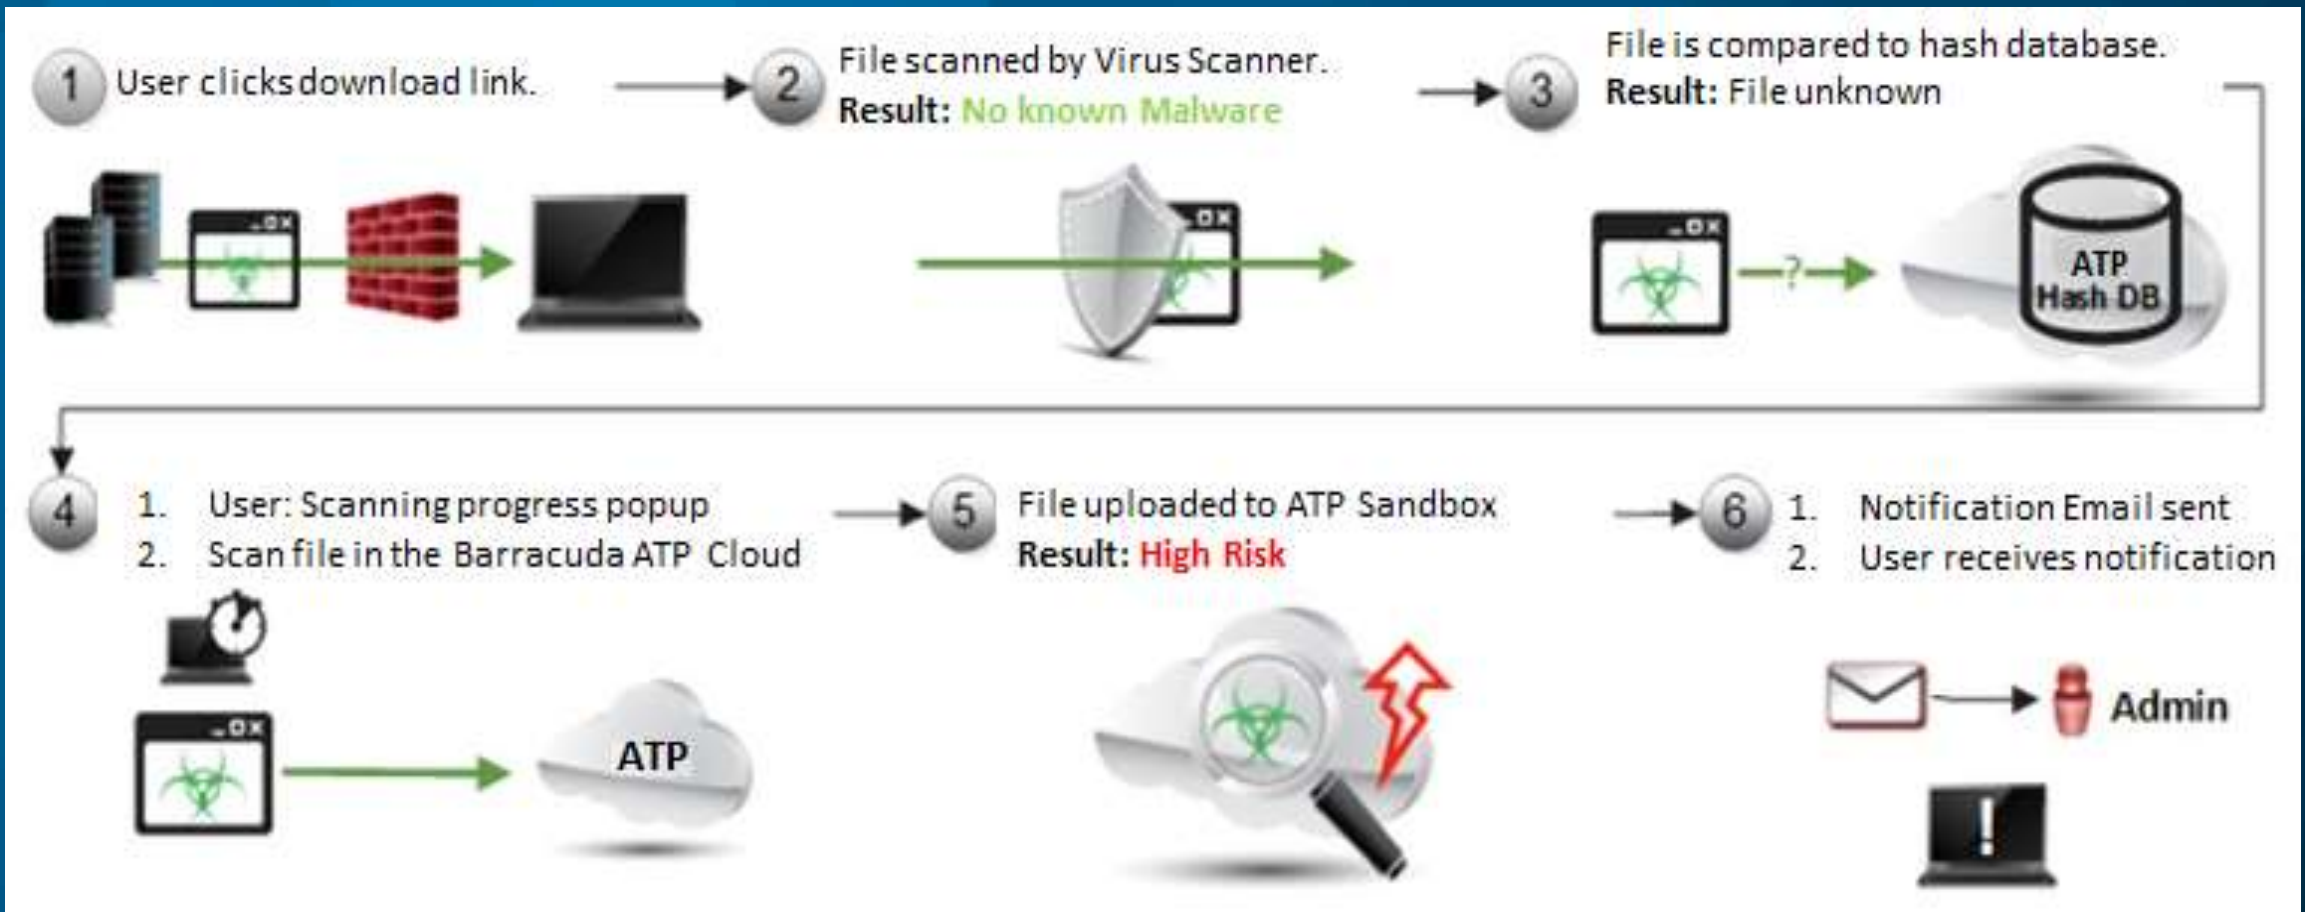 1 User clicks download link.
2 File scanned by Virus Scanner.
Result: No known Malware
3 File is compared to hash database.
Result: File unknown
?
ATP
Hash DB
4 1. User: Scanning progress popup
2. Scan file in the Barracuda ATP Cloud
5 File uploaded to ATP Sandbox
Result: High Risk
6 1. Notification Email sent
2. User receives notification
ATP
Admin
!